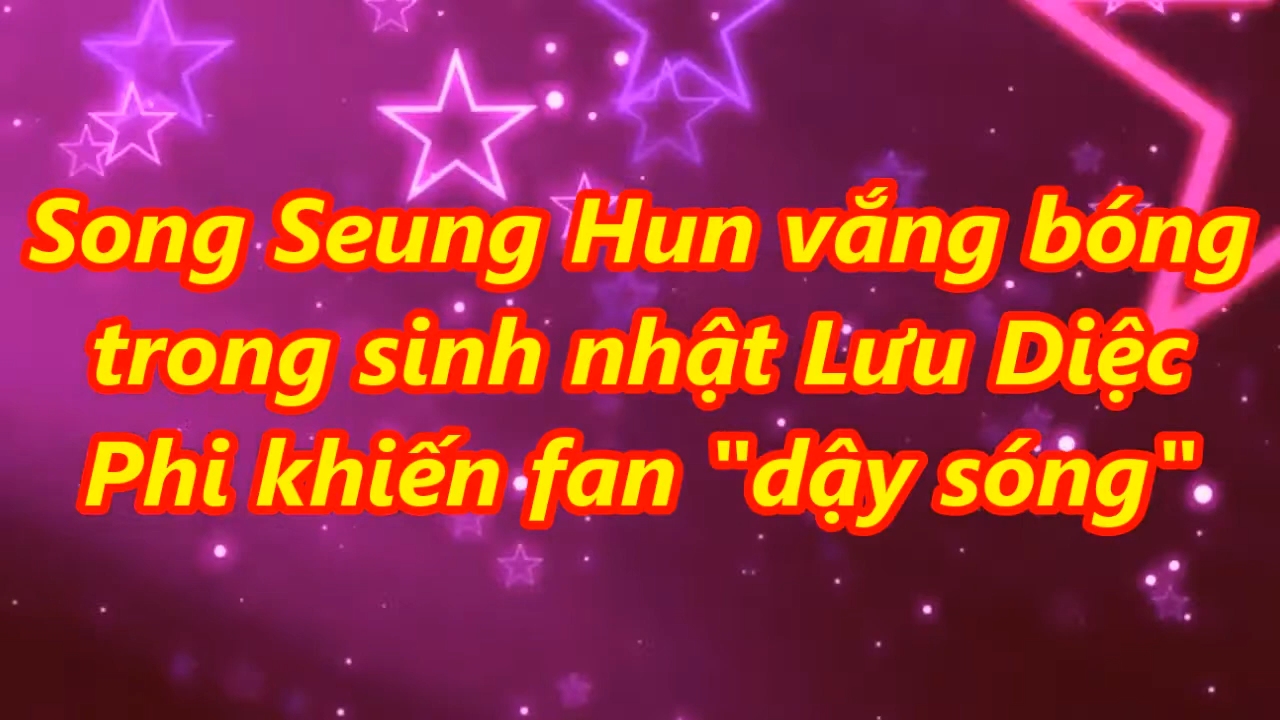 Song Seung Hun vắng bóng
trong sinh nhật Lưu Diệc
Phi khiến fan "dậy sóng"